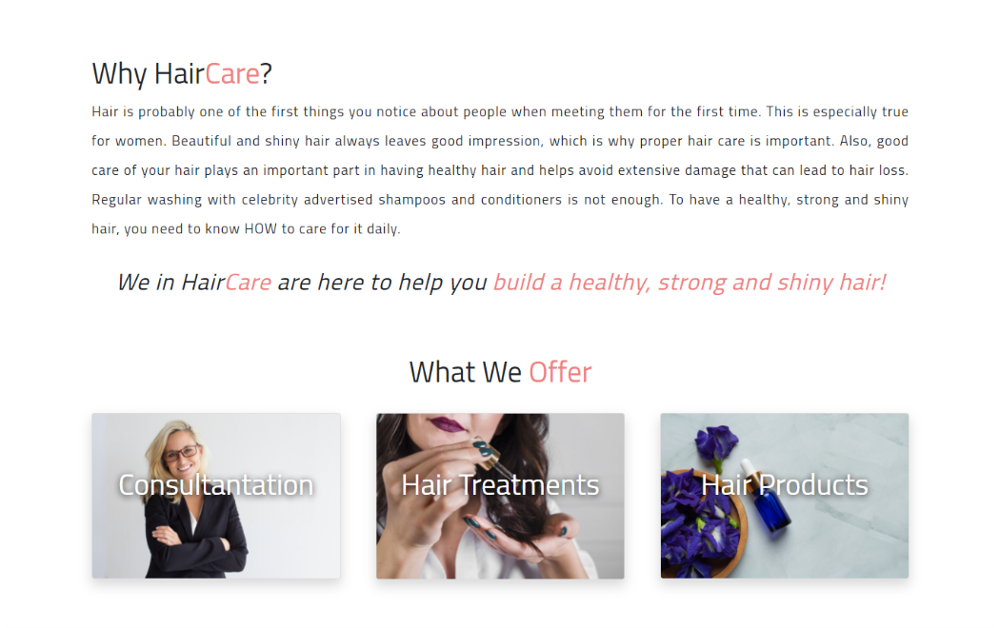 Why HairCare?
Hair is probably one of the first things you notice about people when meeting them for the first time. This is especially true
for women. Beautiful and shiny hair always leaves good impression, which is why proper hair care is important. Also, good
care of your hair plays an important part in having healthy hair and helps avoid extensive damage that can lead to hair loss.
Regular washing with celebrity advertised shampoos and conditioners is not enough. To have a healthy, strong and shiny
hair, you need to know HOW to care for it daily.
We in HairCare are here to help you build a healthy, strong and shiny hair!
What We Offer
Consultantation
Hair Treatments
Hair Products